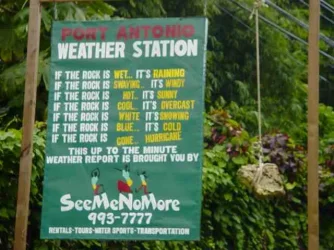 PORT ANTONIO
WEATHER STATION
IF THE ROCK IS WET... IT'S RAINING
IF THE ROCK IS SWAYING... IT'S WINDY
IF THE ROCK IS HOT... IT'S SUNNY
IF THE ROCK IS COOL... IT'S OVERCAST
IF THE ROCK IS WHITE IT'S SNOWING
IF THE ROCK IS BLUE... IT'S COLD
IF THE ROCK IS GONE... HURRICARE
THIS UP TO THE MINUTE
WEATHER REPORT IS BROUGHT YOU BY
SeeMeNoMore
993-7777
RENTALS-TOURS-WATER SPORTS-TRANSPORTATION